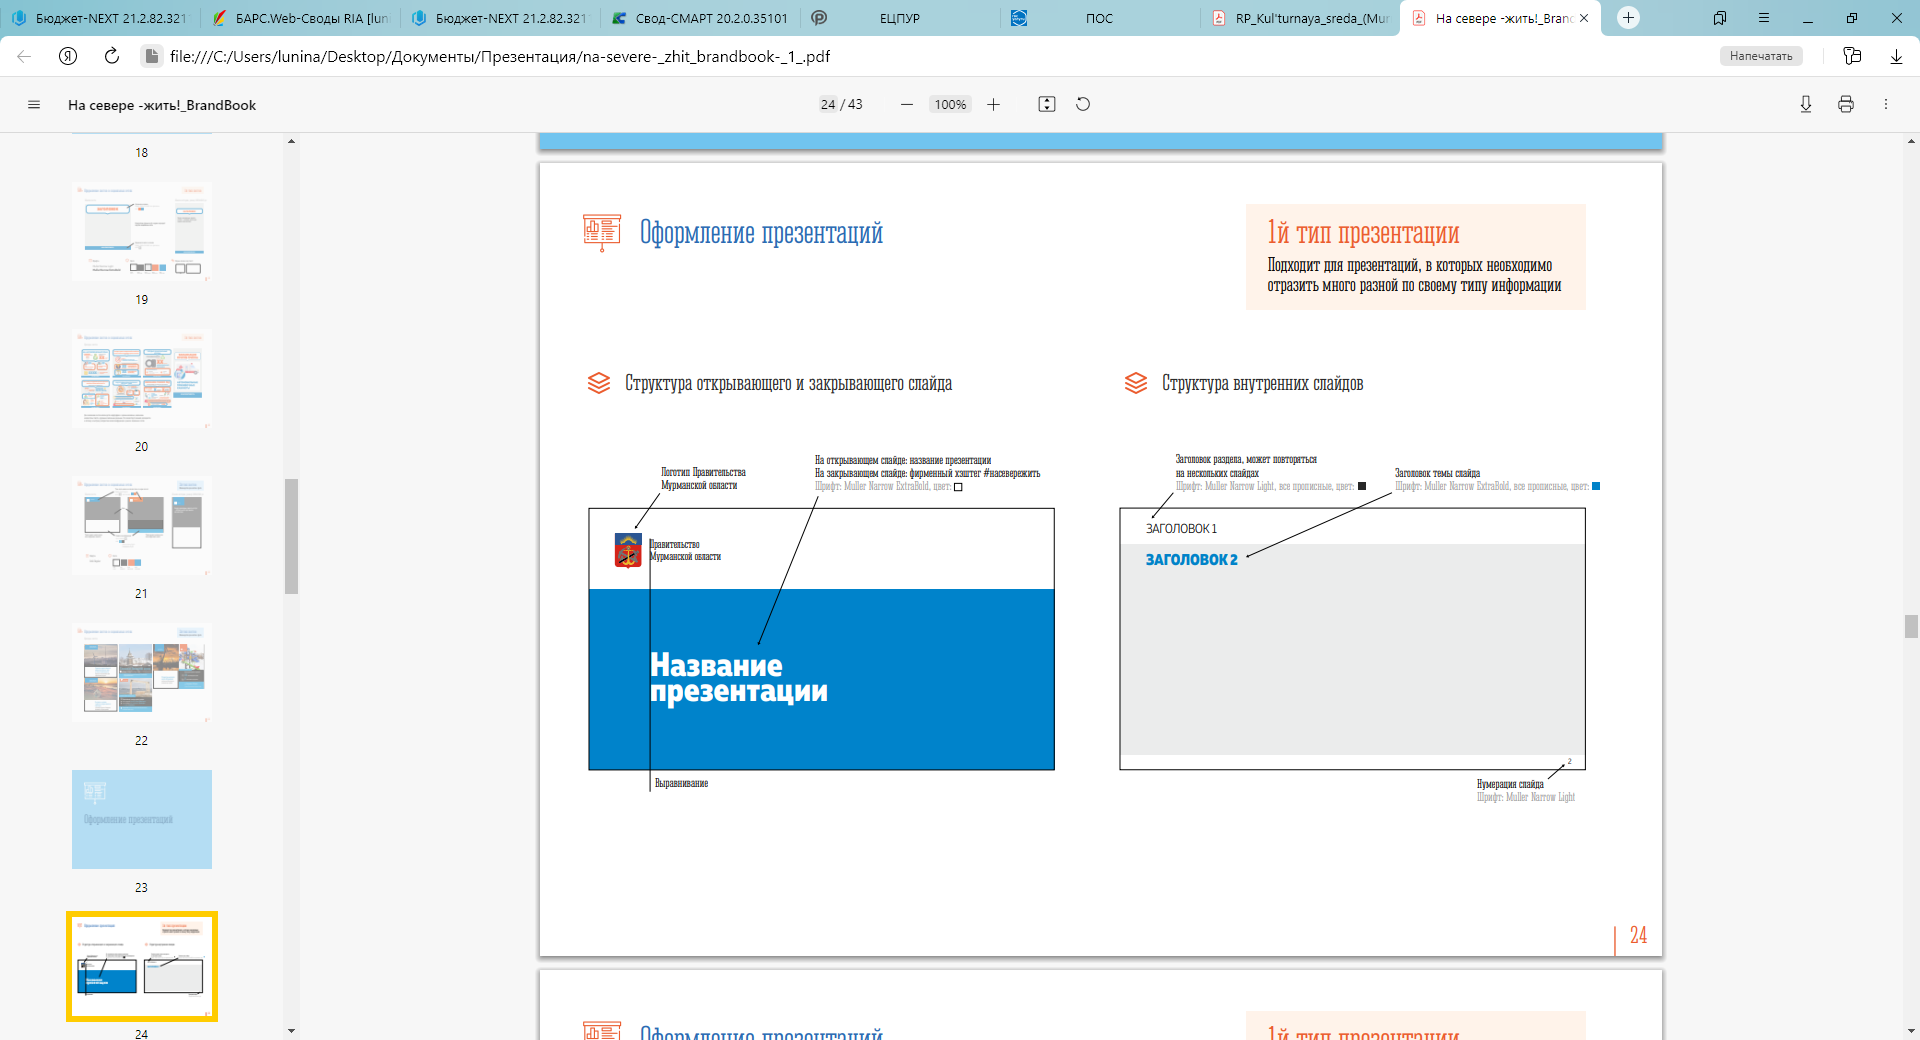 Бюджет-NEXT 21.2.82.321
БАРС.Web-Своды RIA [lun
Бюджет-NEXT 21.2.82.321
Свод-СМАРТ 20.2.0.35101
ЕЦПУР
ПОС
RP_Kul'turnaya_sreda_(Mur
На севере -жить!_Brand
file:///C:/Users/lunina/Desktop/Документы/Презентация/na-severe-_zhit_brandbook-_1_.pdf
Напечатать
На севере -жить!_BrandBook
24 / 43
100%
18
19
20
21
22
Оформление презентаций
23
24
Оформление презентаций
1й тип презентации
Подходит для презентаций, в которых необходимо
отразить много разной по своему типу информации
Структура открывающего и закрывающего слайда
Структура внутренних слайдов
Логотип Правительства
Мурманской области
На открывающем слайде: название презентации
На закрывающем слайде: фирменный хэштег #насевережить
Шрифт: Muller Narrow ExtraBold, цвет:
Правительство
Мурманской области
Название
презентации
Выравнивание
Заголовок раздела, может повторяться
на нескольких слайдах
Шрифт: Muller Narrow Light, все прописные, цвет:
Заголовок темы слайда
Шрифт: Muller Narrow ExtraBold, все прописные, цвет:
ЗАГОЛОВОК 1
ЗАГОЛОВОК 2
2
Нумерация слайда
Шрифт: Muller Narrow Light
24
Оформление презентаций
1й тип презентации